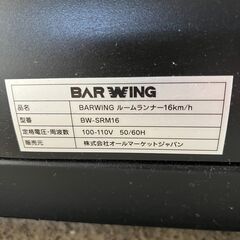 BARWING
品名 BARWING ルームランナー16km/h
型番 BW-SRM16
定格電圧・周波数 100-110V 50/60H
販売元 株式会社オールマーケットジャパン